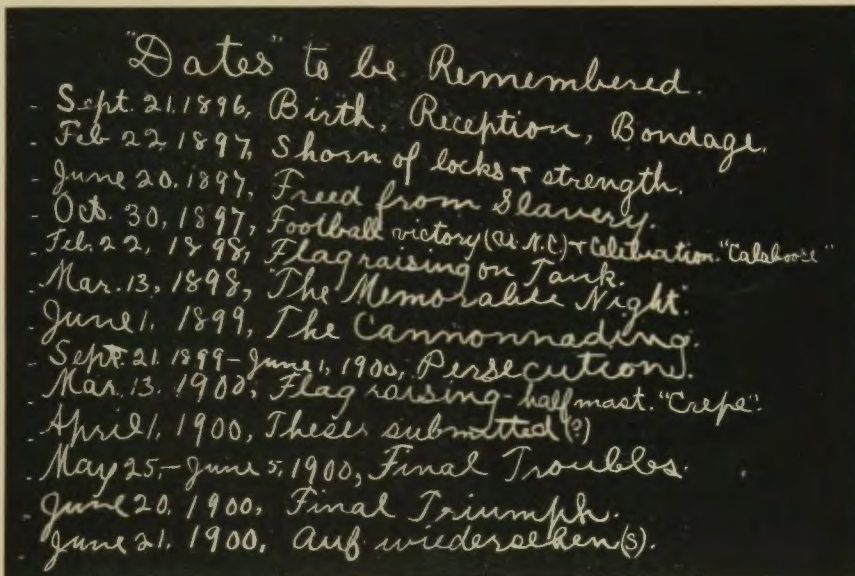 "Dates" to be Remembered.
- Sept. 21. 1896, Birth, Reception, Bondage.
- Feb 22, 1897, Shorn of locks & strength.
- June 20. 1897, Freed from Slavery.
- Oct. 30, 1897, Football victory (U.N.C.) & Celebration. "Calaboose"
- Feb. 22, 1898, Flag raising on Tank.
- Mar. 13, 1898, The Memorable Night.
- June 1. 1899, The Cannonnading.
- Sept. 21. 1899 - June 1, 1900, Persecution.
- Mar. 13. 1900, Flag raising - half mast. "Crepe".
- April 1, 1900, Theses submitted (?)
- May 25, - June 5, 1900, Final Troubles.
- June 20, 1900, Final Triumph.
- June 21. 1900, Auf wiedersehen(s).